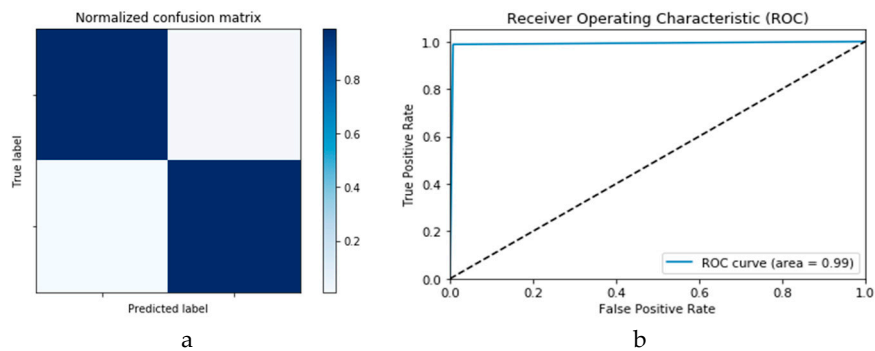 Normalized confusion matrix
True label
0.8
0.6
0.4
0.2
Predicted label
a
Receiver Operating Characteristic (ROC)
True Positive Rate
1.0
0.8
0.6
0.4
0.2
0.0
ROC curve (area = 0.99)
0.0 0.2 0.4 0.6 0.8 1.0
False Positive Rate
b